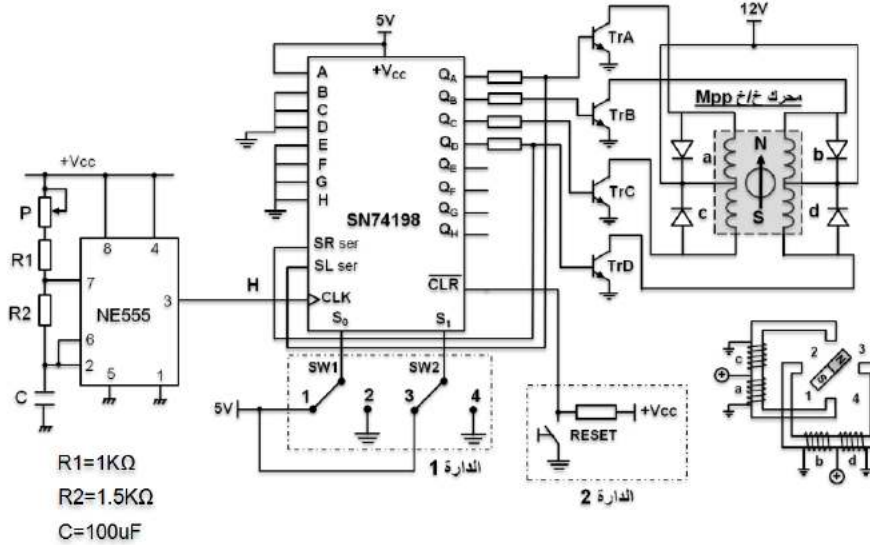 5V
12V
A
B
C
D
E
F
G
H
+Vcc
QA
QB
QC
QD
QE
QF
QG
QH
SN74198
SR ser
SL ser
CLK
CLR
S0
S1
TrA
TrB
TrC
TrD
محرك خ/خ Mpp
a
b
c
d
N
S
+Vcc
P
R1
R2
C
8
4
7
3
6
2
5
1
NE555
H
SW1
SW2
1
2
3
4
5V
الدارة 1
RESET
+Vcc
الدارة 2
c
a
2
3
1
4
S
N
b
d
R1=1KΩ
R2=1.5KΩ
C=100uF